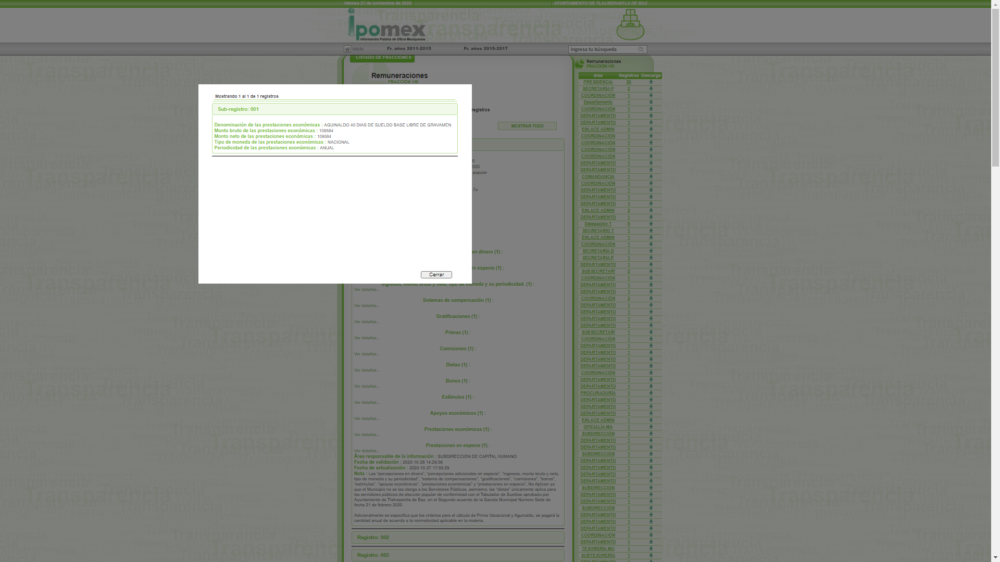 Viernes 27 de noviembre de 2020
AYUNTAMIENTO DE TLALNEPANTLA DE BAZ
ipomex
Información Pública de Oficio Mexiquense
Inicio
Fr. años 2011-2015
Fr. años 2015-2017
Ingresa tu búsqueda
LISTADO DE FRACCIONES
Remuneraciones
FRACCIÓN VIII
Mostrando 1 al 1 de 1 registros
Sub-registro: 001
Denominación de las prestaciones económicas : AGUINALDO 40 DIAS DE SUELDO BASE LIBRE DE GRAVAMEN
Monto bruto de las prestaciones económicas : 109584
Monto neto de las prestaciones económicas : 109584
Tipo de moneda de las prestaciones económicas : NACIONAL
Periodicidad de las prestaciones económicas : ANUAL
Cerrar
registros
MOSTRAR TODO
2020
popular
7a
en dinero (1) :
en especie (1) :
Ingresos, monto bruto y neto, tipo de moneda y su periodicidad. (1) :
Ver detalles...
Sistemas de compensación (1) :
Ver detalles...
Gratificaciones (1) :
Ver detalles...
Primas (1) :
Ver detalles...
Comisiones (1) :
Ver detalles...
Dietas (1) :
Ver detalles...
Bonos (1) :
Ver detalles...
Estímulos (1) :
Ver detalles...
Apoyos económicos (1) :
Ver detalles...
Prestaciones económicas (1) :
Ver detalles...
Prestaciones en especie (1) :
Ver detalles...
Área responsable de la información : SUBDIRECCIÓN DE CAPITAL HUMANO
Fecha de validación : 2020-10-28 14:29:36
Fecha de actualización : 2020-10-27 17:55:29
Nota : Las "percepciones en dinero", "percepciones adicionales en especie", "ingresos, monto bruto y neto,
tipo de moneda y su periodicidad", "sistema de compensaciones", "gratificaciones", "comisiones", "bonos",
"estímulos", "apoyos económicos", "prestaciones económicas" y "prestaciones en especie", No Aplican ya
que el Municipio no se las otorga a los Servidores Públicos, asimismo, las "dietas" únicamente aplica para
los servidores públicos de elección popular de conformidad con el Tabulador de Sueldos aprobado por
Ayuntamiento de Tlalnepantla de Baz, en el Segundo acuerdo de la Gaceta Municipal Número Siete de
fecha 21 de febrero 2020.
Adicionalmente se especifica que los criterios para el cálculo de Prima Vacacional y Aguinaldo, se pagará la
cantidad anual de acuerdo a la normatividad aplicable en la materia.
Registro: 002
Registro: 003
Remuneraciones
FRACCIÓN VIII
área Registros Descarga
PRESIDENCIA 20
SECRETARÍA P 2
COORDINACIÓN 1
Departamento 1
COORDINACIÓN 1
DEPARTAMENTO 1
DEPARTAMENTO 1
ENLACE ADMIN 1
COORDINACIÓN 1
COORDINACIÓN 1
COORDINACIÓN 1
COORDINACIÓN 1
DEPARTAMENTO 1
DEPARTAMENTO 1
COMANDANCIA 1
COORDINACIÓN 1
DEPARTAMENTO 1
DEPARTAMENTO 1
DEPARTAMENTO 1
ENLACE ADMIN 2
DEPARTAMENTO 1
Delegación T 9
SECRETARIO T 1
ENLACE ADMIN 1
COORDINACIÓN 1
SECRETARÍA D 1
SECRETARIA P 1
DEPARTAMENTO 1
SUBSECRETARI 2
COORDINACIÓN 1
DEPARTAMENTO 1
DEPARTAMENTO 1
COORDINACIÓN 2
DEPARTAMENTO 1
DEPARTAMENTO 1
DEPARTAMENTO 1
DEPARTAMENTO 1
SUBSECRETARI 1
COORDINACIÓN 1
DEPARTAMENTO 1
DEPARTAMENTO 1
DEPARTAMENTO 1
DEPARTAMENTO 1
COORDINACIÓN 1
DEPARTAMENTO 1
DEPARTAMENTO 1
PROCURADURÍA 1
DEPARTAMENTO 1
DEPARTAMENTO 1
DEPARTAMENTO 1
ENLACE ADMIN 1
OFICIALÍA MA 1
SUBDIRECCIÓN 1
DEPARTAMENTO 1
DEPARTAMENTO 1
SUBDIRECCIÓN 1
DEPARTAMENTO 1
DEPARTAMENTO 1
DEPARTAMENTO 1
DEPARTAMENTO 1
SUBDIRECCIÓN 1
DEPARTAMENTO 1
DEPARTAMENTO 1
SUBDIRECCIÓN 1
DEPARTAMENTO 1
DEPARTAMENTO 1
DEPARTAMENTO 1
COORDINACIÓN 1
DEPARTAMENTO 1
TESORERÍA MU 1
SUBTESORERÍA 1
DEPARTAMENTO 1